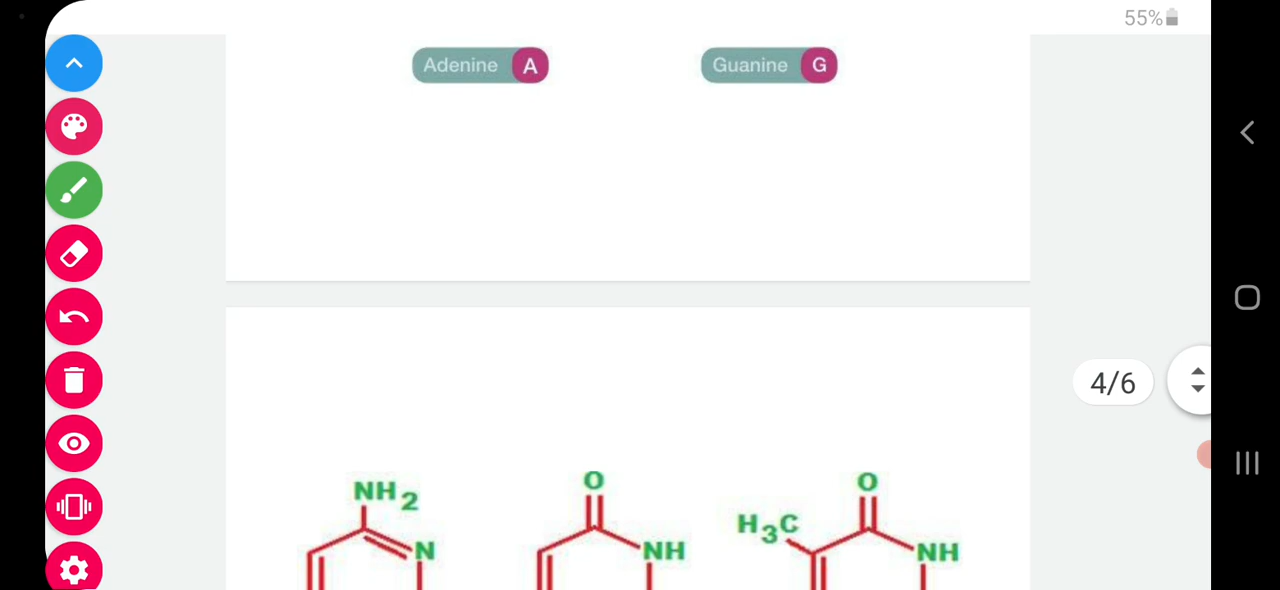 55%
Adenine A
Guanine G
4/6
NH2
N
O
NH
O
H3C
NH